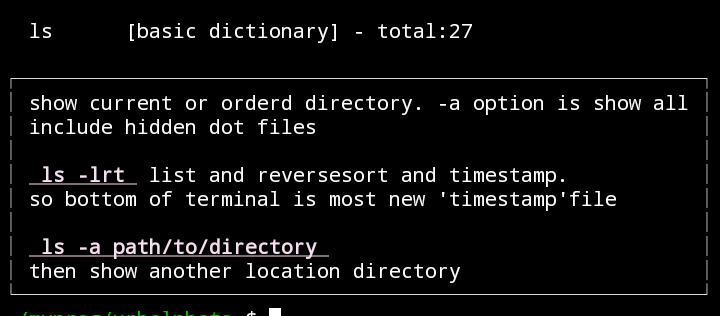 ls [basic dictionary] - total:27
show current or orderd directory. -a option is show all
include hidden dot files
ls -lrt list and reversesort and timestamp.
so bottom of terminal is most new 'timestamp'file
ls -a path/to/directory
then show another location directory
$